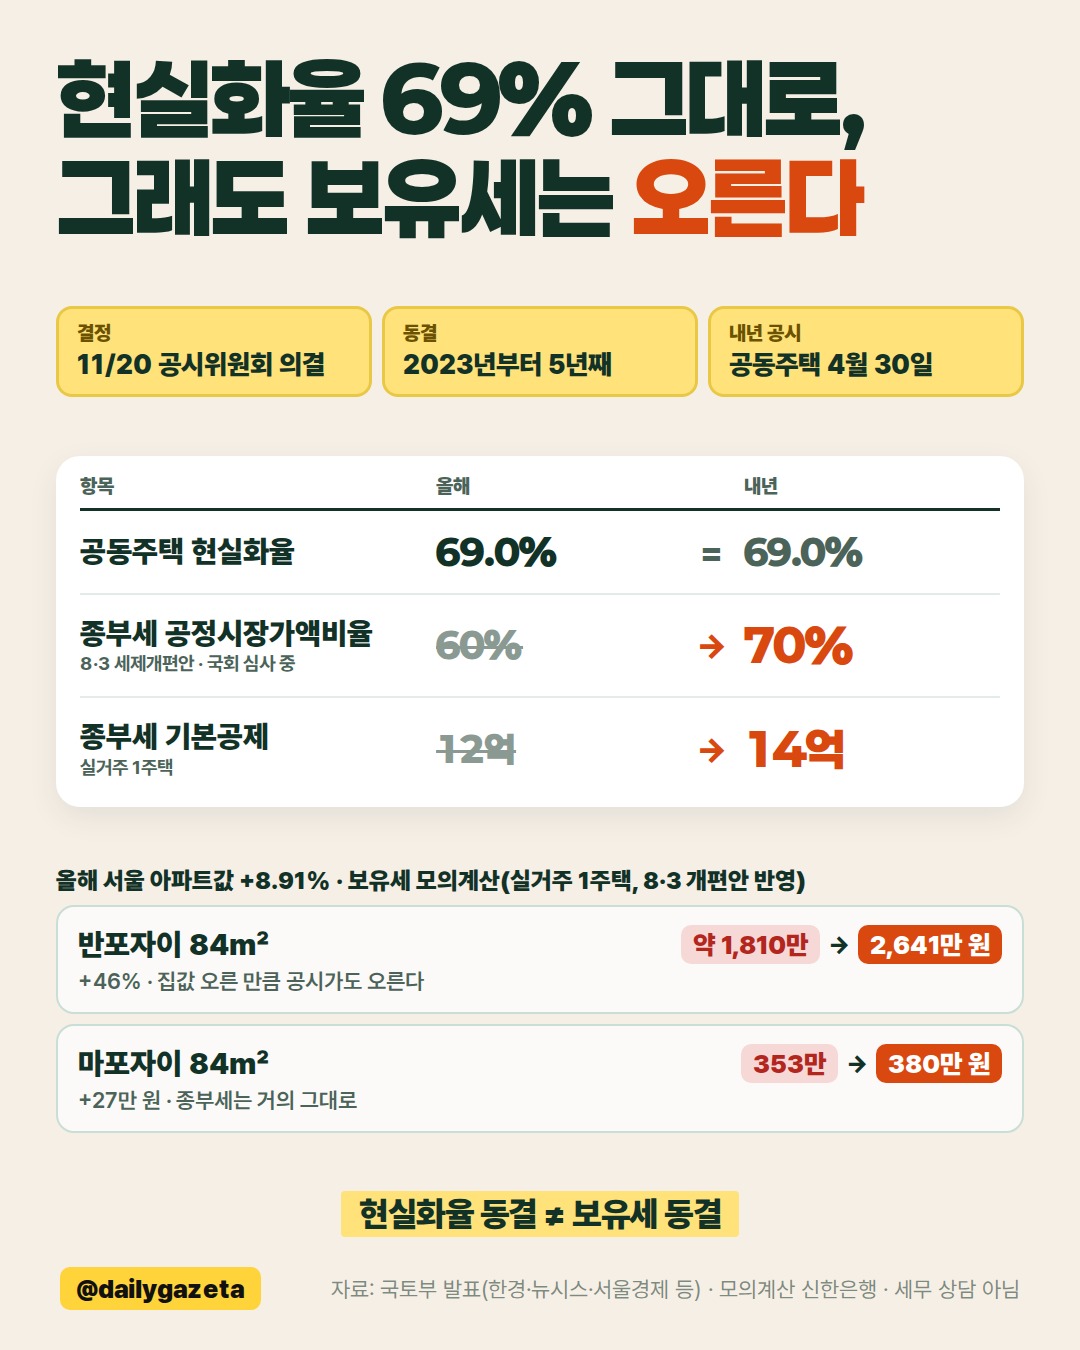 현실화율 69% 그대로,
그래도 보유세는 오른다
결정
11/20 공시위원회 의결
동결
2023년부터 5년째
내년 공시
공동주택 4월 30일
항목 올해 내년
공동주택 현실화율 69.0% = 69.0%
종부세 공정시장가액비율 60% → 70%
8·3 세제개편안 · 국회 심사 중
종부세 기본공제 12억 → 14억
실거주 1주택
올해 서울 아파트값 +8.91% · 보유세 모의계산(실거주 1주택, 8·3 개편안 반영)
반포자이 84m² 약 1,810만 → 2,641만 원
+46% · 집값 오른 만큼 공시가도 오른다
마포자이 84m² 353만 → 380만 원
+27만 원 · 종부세는 거의 그대로
현실화율 동결 ≠ 보유세 동결
@dailygazeta 자료: 국토부 발표(한경·뉴시스·서울경제 등) · 모의계산 신한은행 · 세무 상담 아님